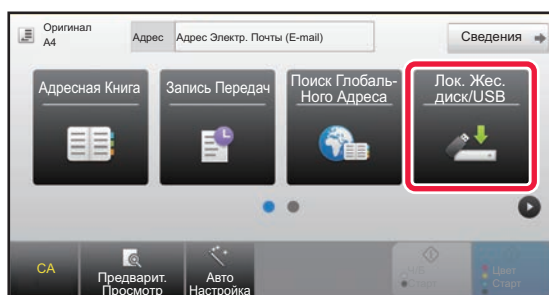 Оригинал
A4
Адрес
Адрес Электр. Почты (E-mail)
Сведения
Адресная Книга
Запись Передач
Поиск Глобаль-
Ного Адреса
Лок. Жес.
диск/USB
CA
Предварит.
Просмотр
Авто
Настройка
Ч/Б
Старт
Цвет
Старт